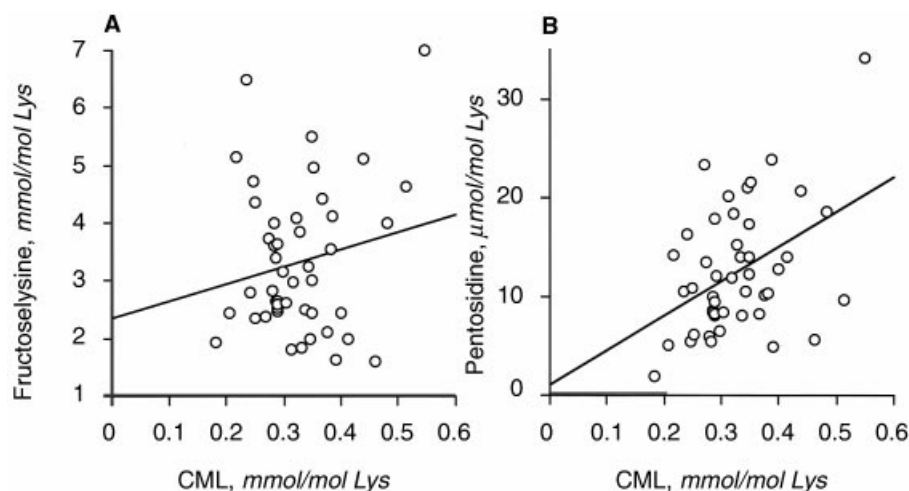 A
Fructoselysine, mmol/mol Lys
7
6
5
4
3
2
1
0 0.1 0.2 0.3 0.4 0.5 0.6
CML, mmol/mol Lys
B
Pentosidine, μmol/mol Lys
30
20
10
0
0 0.1 0.2 0.3 0.4 0.5 0.6
CML, mmol/mol Lys